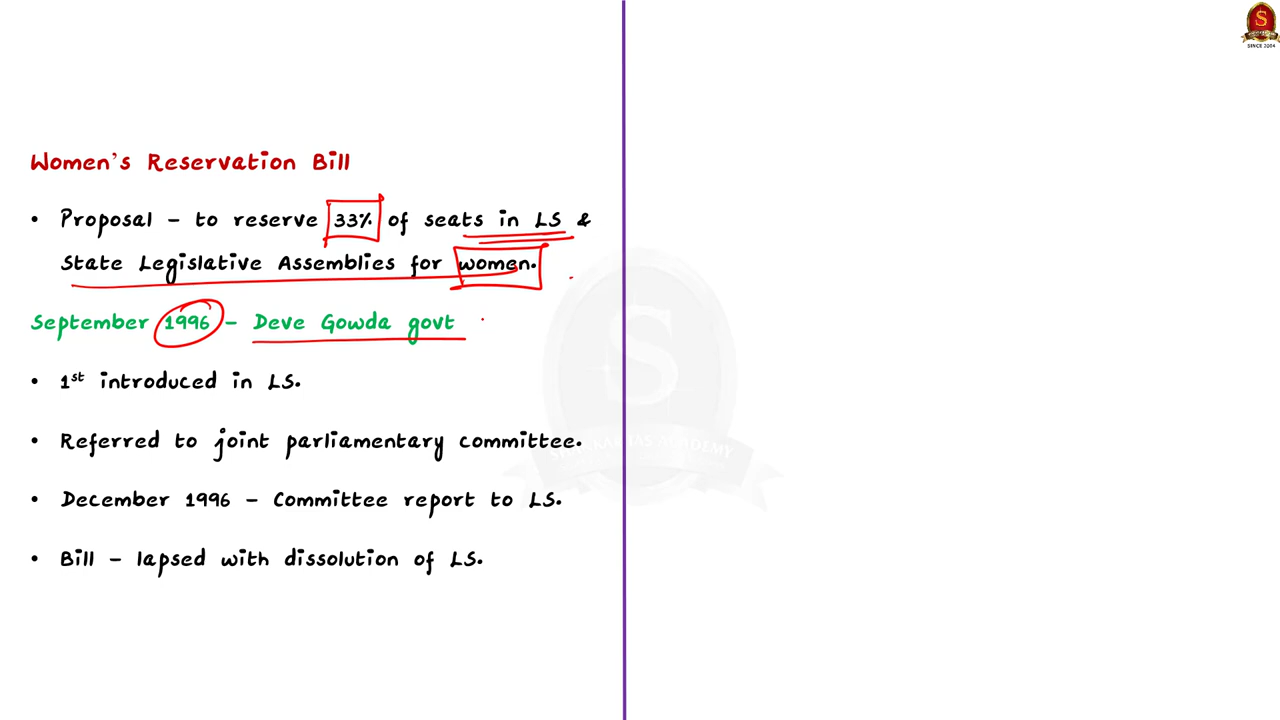 Women's Reservation Bill
• Proposal - to reserve 33% of seats in LS &
State Legislative Assemblies for women.
September 1996 - Deve Gowda govt
• 1st introduced in LS.
• Referred to joint parliamentary committee.
• December 1996 - Committee report to LS.
• Bill - lapsed with dissolution of LS.
S
SINCE 2004